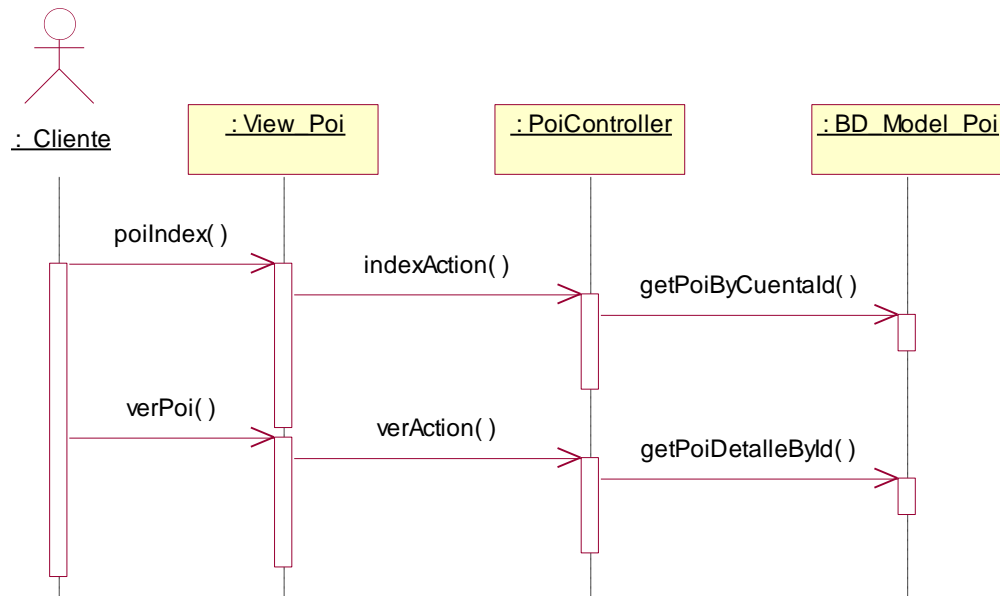 : Cliente
: View_Poi
: PoiController
: BD_Model_Poi
poiIndex( )
indexAction( )
getPoiByCuentaId( )
verPoi( )
verAction( )
getPoiDetalleById( )